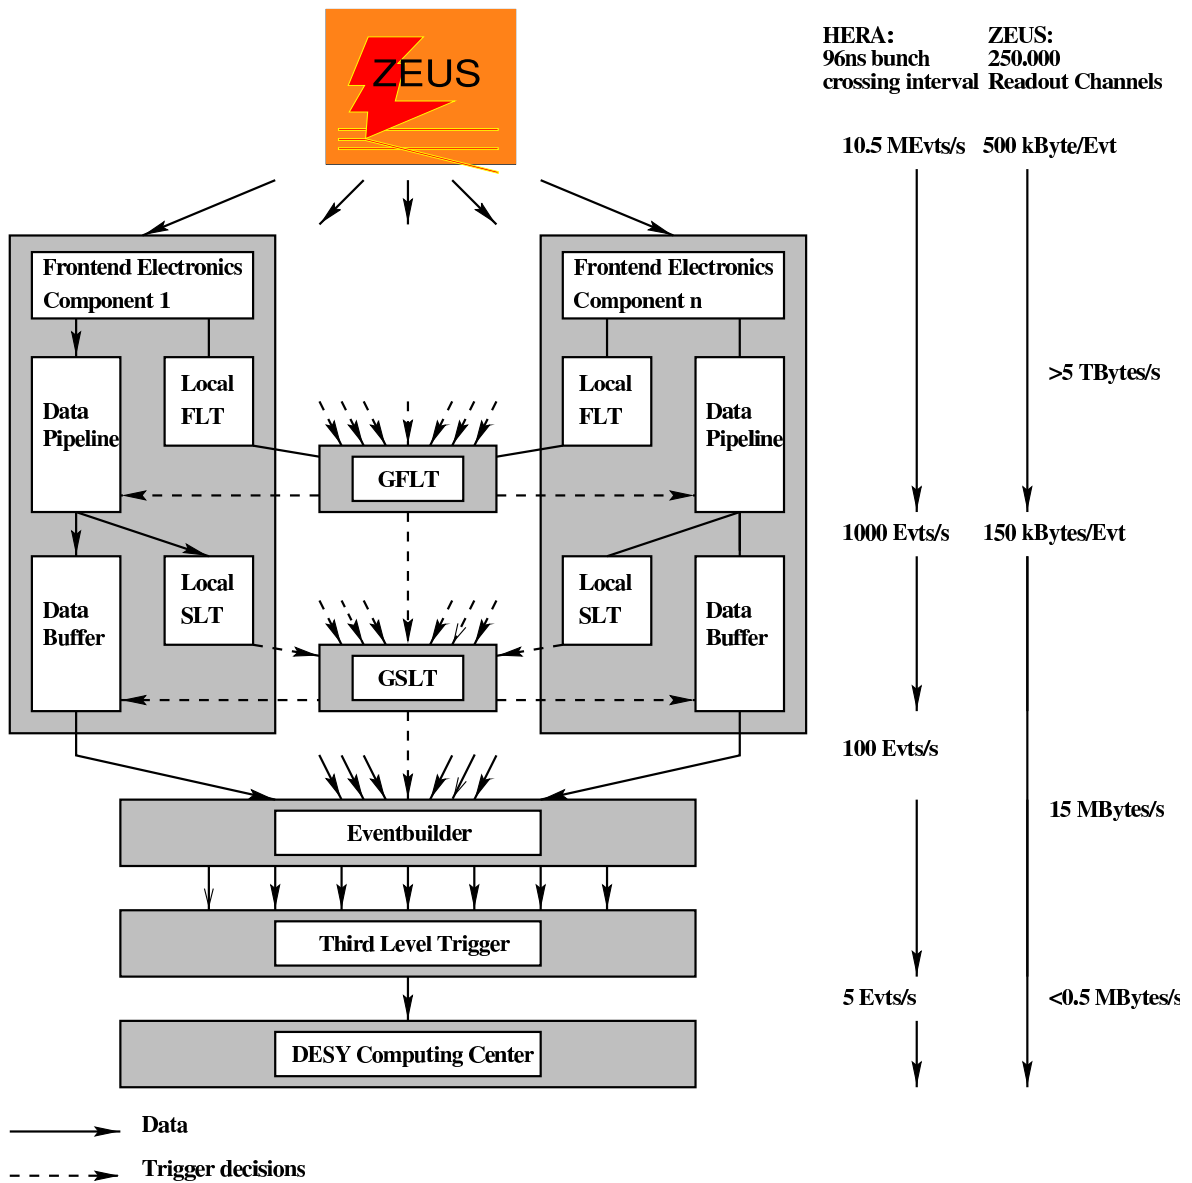 ZEUS
HERA:
96ns bunch
crossing interval
ZEUS:
250.000
Readout Channels
10.5 MEvts/s
500 kByte/Evt
Frontend Electronics
Component 1
Frontend Electronics
Component n
Data
Pipeline
Local
FLT
Local
FLT
Data
Pipeline
>5 TBytes/s
GFLT
1000 Evts/s
150 kBytes/Evt
Data
Buffer
Local
SLT
Local
SLT
Data
Buffer
GSLT
100 Evts/s
15 MBytes/s
Eventbuilder
Third Level Trigger
5 Evts/s
<0.5 MBytes/s
DESY Computing Center
Data
Trigger decisions